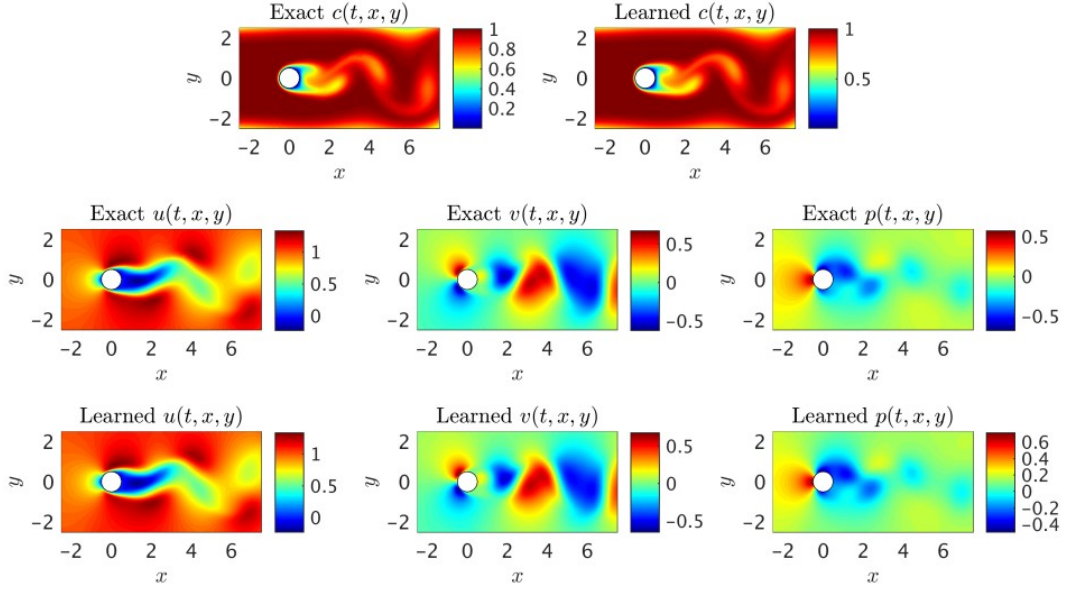 Exact c(t, x, y)
2
0
−2
y
−2 0 2 4 6
x
1
0.8
0.6
0.4
0.2
Learned c(t, x, y)
2
0
−2
y
−2 0 2 4 6
x
1
0.5
Exact u(t, x, y)
2
0
−2
y
−2 0 2 4 6
x
1
0.5
0
Exact v(t, x, y)
2
0
−2
y
−2 0 2 4 6
x
0.5
0
−0.5
Exact p(t, x, y)
2
0
−2
y
−2 0 2 4 6
x
0.5
0
−0.5
Learned u(t, x, y)
2
0
−2
y
−2 0 2 4 6
x
1
0.5
0
Learned v(t, x, y)
2
0
−2
y
−2 0 2 4 6
x
0.5
0
−0.5
Learned p(t, x, y)
2
0
−2
y
−2 0 2 4 6
x
0.6
0.4
0.2
0
−0.2
−0.4